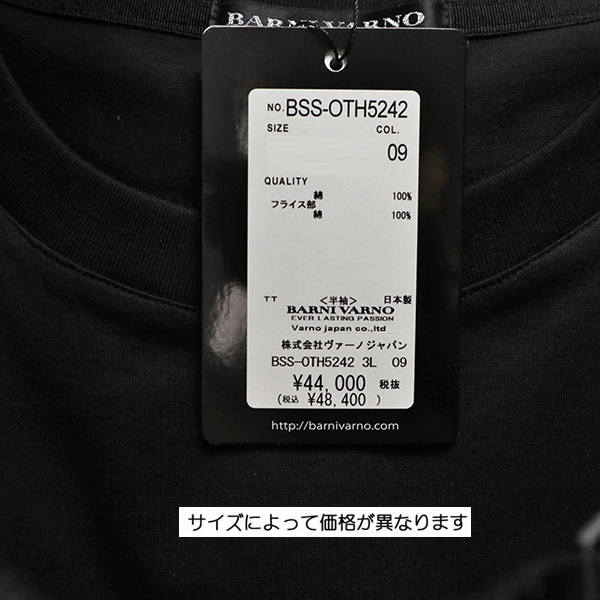 BARNI VARNO
NO. BSS-OTH5242
SIZE COL.
09
QUALITY
綿 100%
フライス部
綿 100%
TT <半袖> 日本製
BARNI VARNO
EVER LASTING PASSION
Varno japan co.,ltd
株式会社ヴァーノジャパン
BSS-OTH5242 3L 09
¥44,000 税抜
(税込 ¥48,400 )
http://barnivarno.com
サイズによって価格が異なります